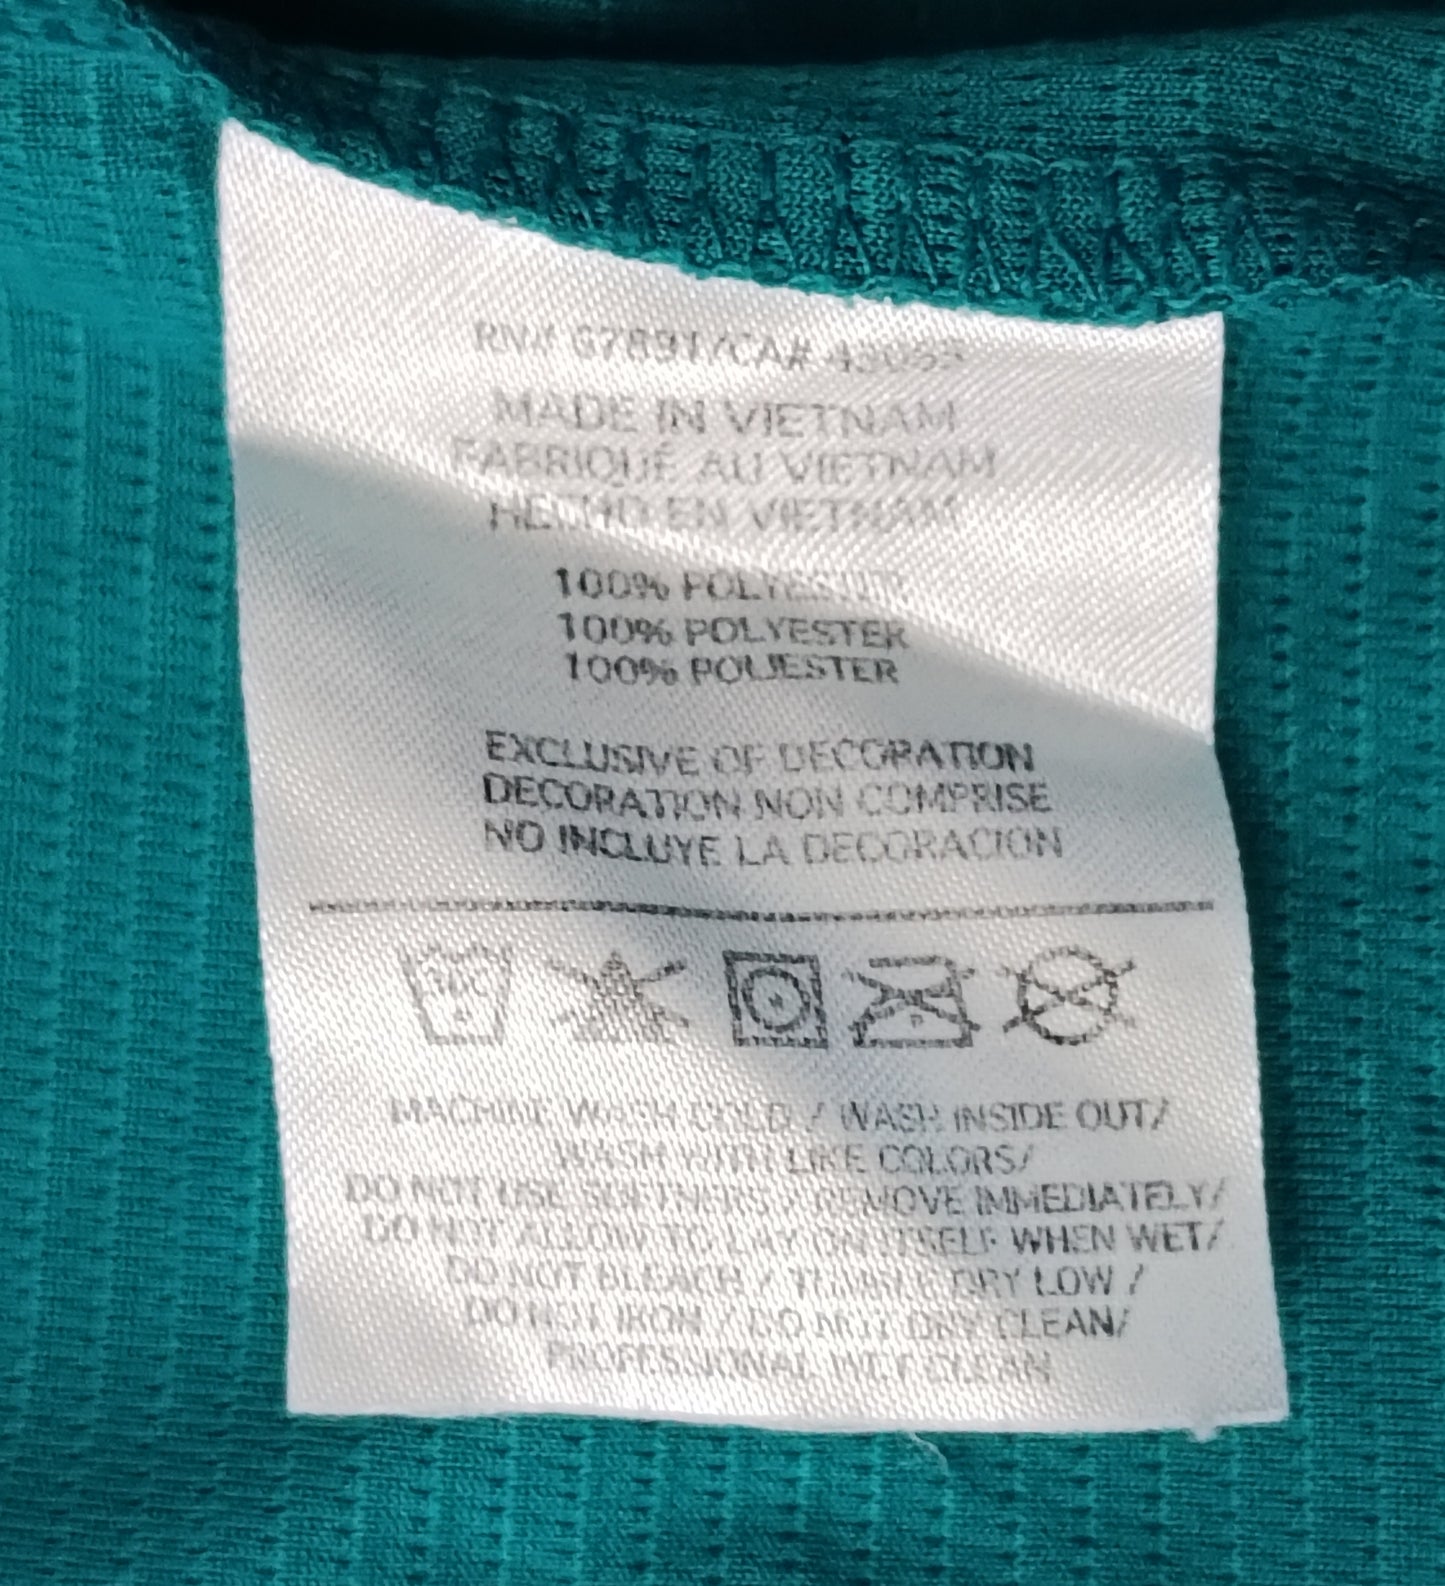 RN# 67891/CA#
MADE IN VIETNAM
FABRIQUÉ AU VIETNAM
HECHO EN VIETNAM
100% POLYESTER
100% POLYESTER
100% POLIESTER
EXCLUSIVE OF DECORATION
DECORATION NON COMPRISE
NO INCLUYE LA DECORACION
30C
MACHINE WASH COLD / WASH INSIDE OUT/
WASH WITH LIKE COLORS/
DO NOT USE SOFTNERS / REMOVE IMMEDIATELY/
DO NOT ALLOW TO LAY ON ITSELF WHEN WET/
DO NOT BLEACH / TUMBLE DRY LOW /
DO NOT IRON / DO NOT DRY CLEAN/
PROFESSIONAL WET CLEAN